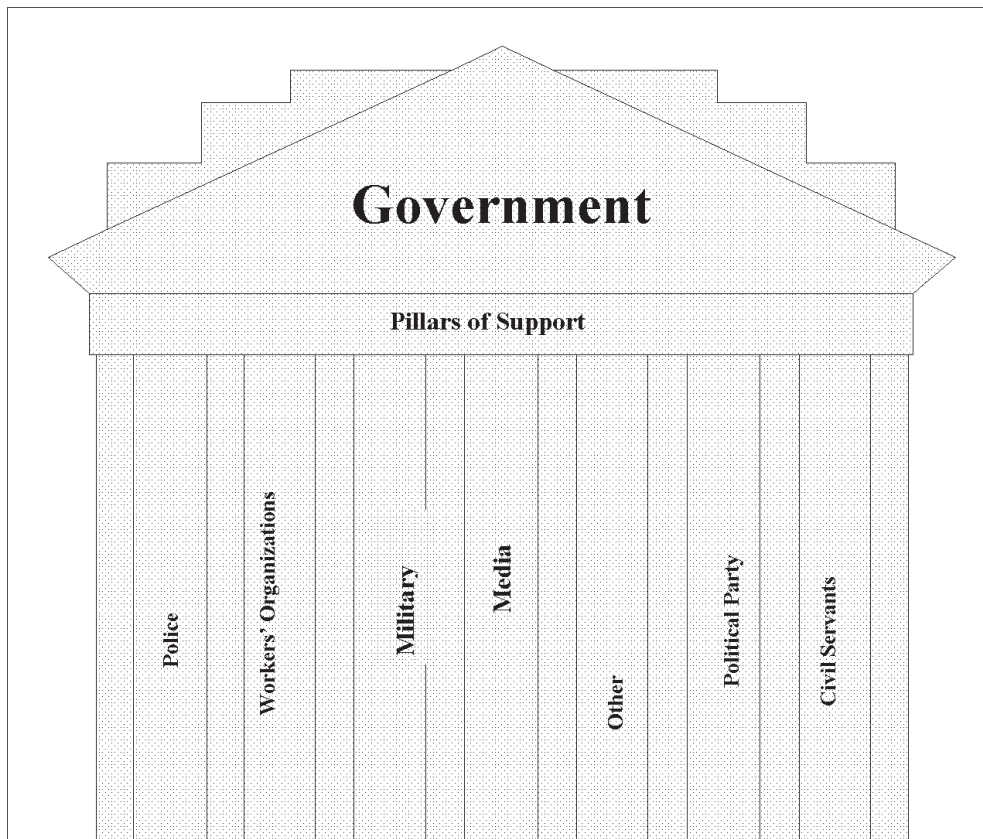 Government
Pillars of Support
Police
Workers' Organizations
Military
Media
Other
Political Party
Civil Servants